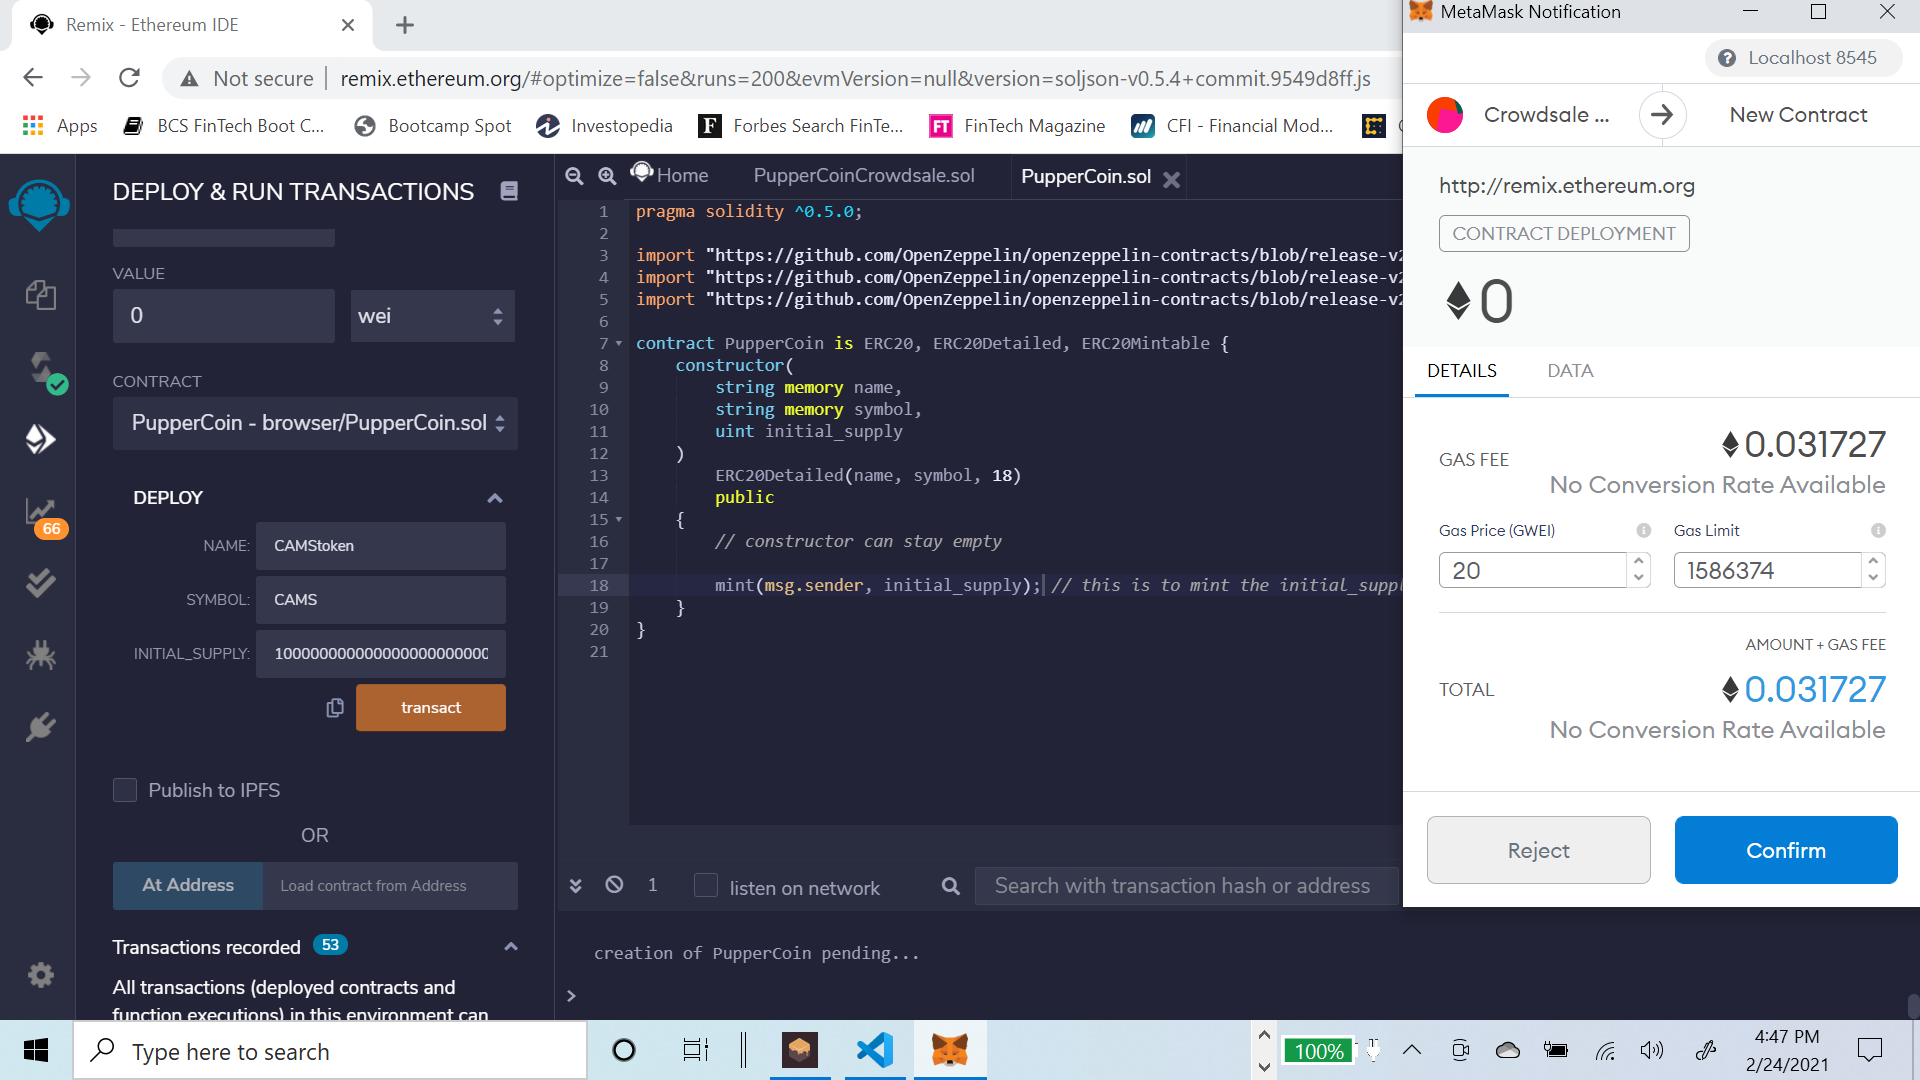 Remix - Ethereum IDE
Not secure
remix.ethereum.org/#optimize=false&runs=200&evmVersion=null&version=soljson-v0.5.4+commit.9549d8ff.js
Apps
BCS FinTech Boot C...
Bootcamp Spot
Investopedia
F
Forbes Search FinTe...
FT
FinTech Magazine
CFI - Financial Mod...
DEPLOY & RUN TRANSACTIONS
VALUE
0
wei
CONTRACT
PupperCoin - browser/PupperCoin.sol
DEPLOY
NAME:
CAMStoken
SYMBOL:
CAMS
INITIAL_SUPPLY:
transact
Publish to IPFS
OR
At Address
Load contract from Address
Transactions recorded
53
All transactions (deployed contracts and
function executions) in this environment can
66
Home
PupperCoinCrowdsale.sol
PupperCoin.sol
1 pragma solidity ^0.5.0;
2
3 import "https://github.com/OpenZeppelin/openzeppelin-contracts/blob/release-v2
4 import "https://github.com/OpenZeppelin/openzeppelin-contracts/blob/release-v2
5 import "https://github.com/OpenZeppelin/openzeppelin-contracts/blob/release-v2
6
7 contract PupperCoin is ERC20, ERC20Detailed, ERC20Mintable {
8 constructor(
9 string memory name,
10 string memory symbol,
11 uint initial_supply
12 )
13 ERC20Detailed(name, symbol, 18)
14 public
15 {
16 // constructor can stay empty
17
18 mint(msg.sender, initial_supply); // this is to mint the initial_suppl
19 }
20 }
21
1
listen on network
Search with transaction hash or address
creation of PupperCoin pending...
>
MetaMask Notification
Localhost 8545
Crowdsale ...
New Contract
http://remix.ethereum.org
CONTRACT DEPLOYMENT
0
DETAILS
DATA
GAS FEE
0.031727
No Conversion Rate Available
Gas Price (GWEI)
Gas Limit
20
1586374
AMOUNT + GAS FEE
TOTAL
0.031727
No Conversion Rate Available
Reject
Confirm
Type here to search
100%
4:47 PM
2/24/2021